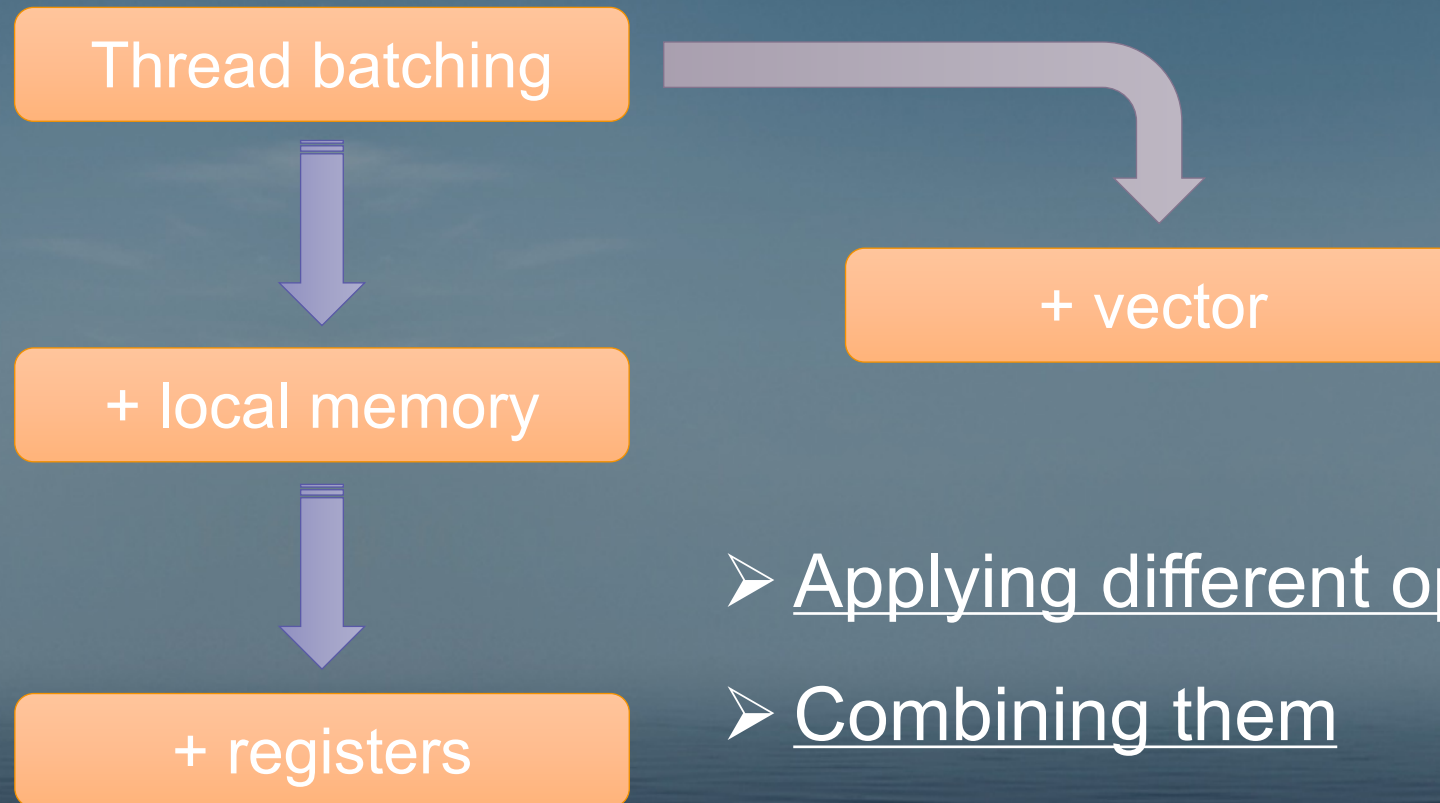 Thread batching
+ vector
+ local memory
+ registers
Applying different
Combining them